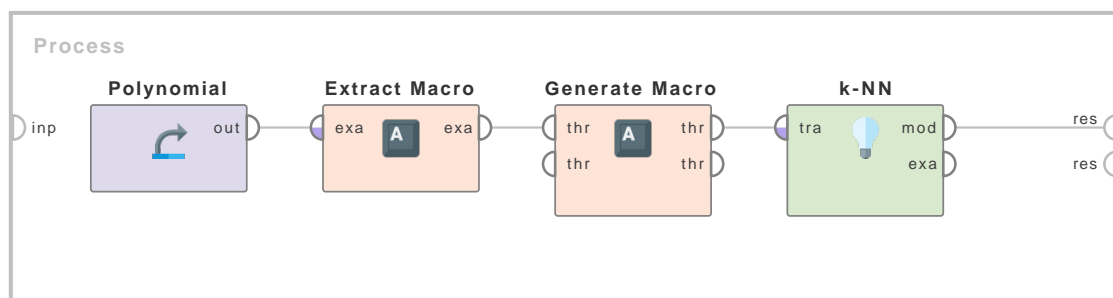 Process
Polynomial Extract Macro Generate Macro k-NN
inp out exa exa thr thr tra mod res
thr thr exa res
A A